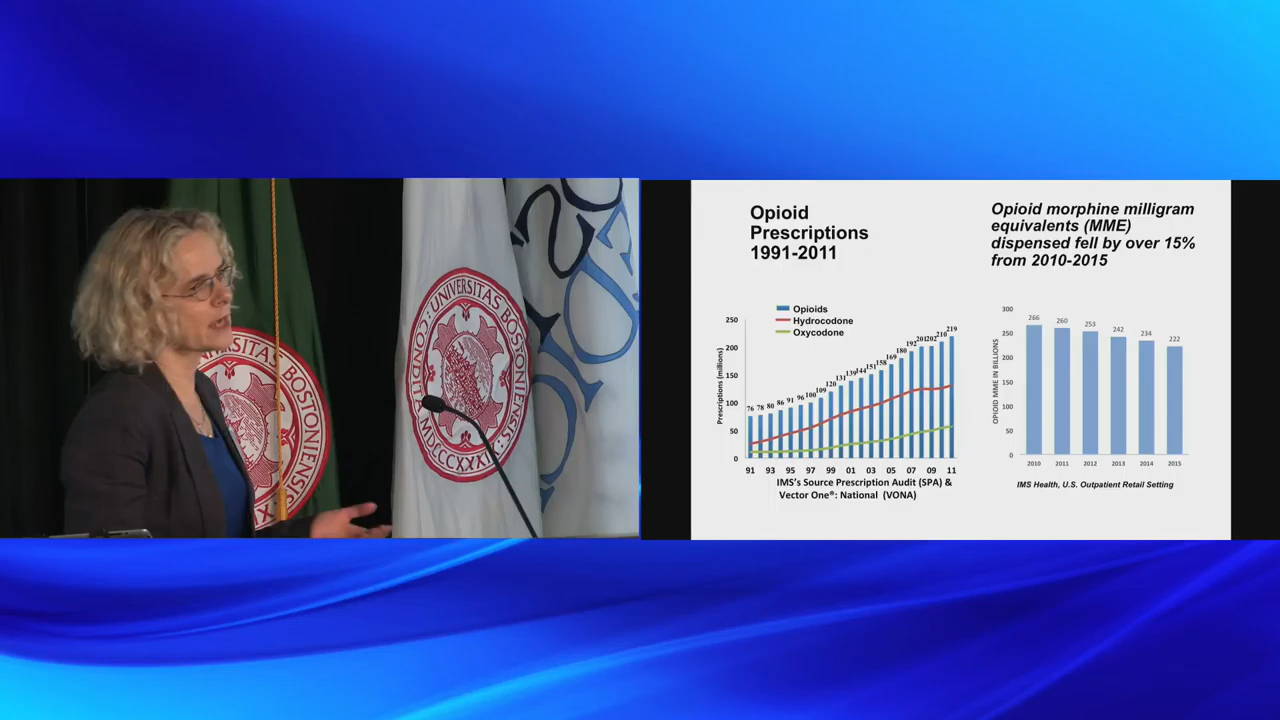 UNIVERSITAS BOSTONIENSIS
CONDITA MDCCCXXXIX
Opioid
Prescriptions
1991-2011
Opioids
Hydrocodone
Oxycodone
Prescriptions (millions)
250
200
150
100
50
0
76 78 80 86 91 96 100 109 120 131 139 144 151 158 169 180 192 201 202 210 219
91 93 95 97 99 01 03 05 07 09 11
IMS's Source Prescription Audit (SPA) &
Vector One®: National (VONA)
Opioid morphine milligram
equivalents (MME)
dispensed fell by over 15%
from 2010-2015
OPIOID MME IN BILLIONS
300
250
200
150
100
50
0
266 260 253 242 234 222
2010 2011 2012 2013 2014 2015
IMS Health, U.S. Outpatient Retail Setting